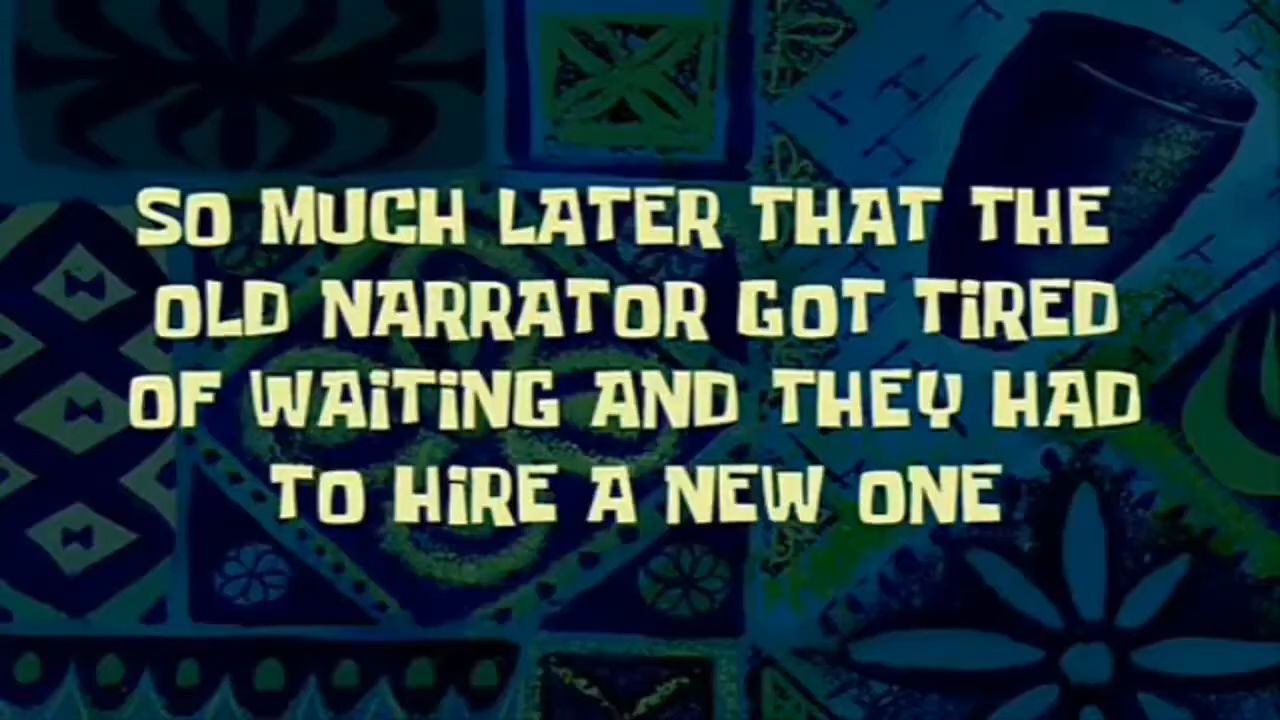 SO MUCH LATER THAT THE
OLD NARRATOR GOT TiRED
OF WAiTiNG AND THEY HAD
TO HiRE A NEW ONE